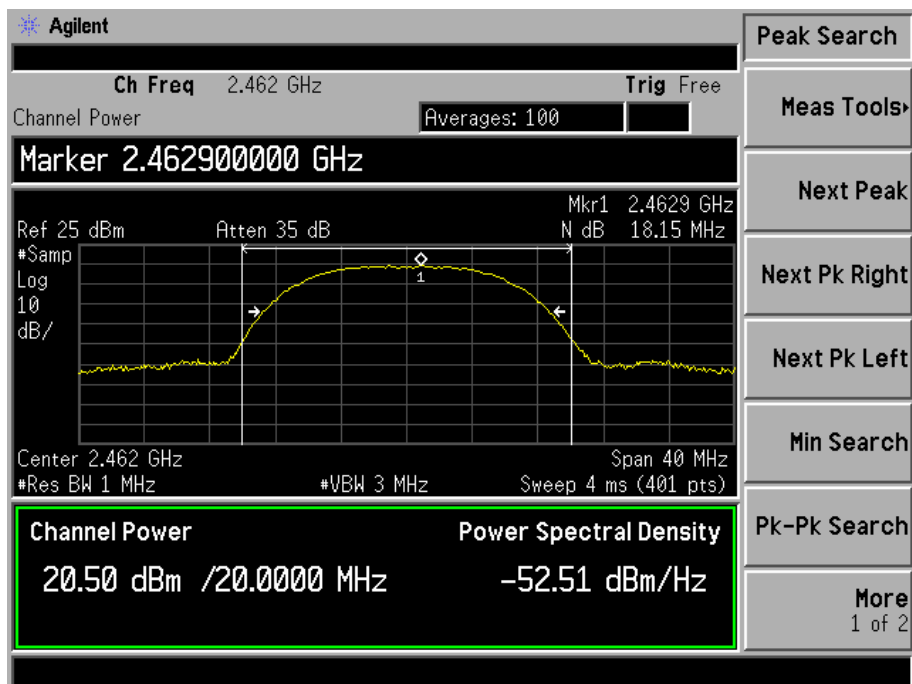 Agilent
Peak Search
Ch Freq 2.462 GHz Trig Free
Channel Power Averages: 100
Meas Tools
Marker 2.462900000 GHz
Next Peak
Mkr1 2.4629 GHz
Ref 25 dBm Atten 35 dB N dB 18.15 MHz
#Samp
Log
10
dB/
1
Next Pk Right
Next Pk Left
Min Search
Center 2.462 GHz Span 40 MHz
#Res BW 1 MHz #VBW 3 MHz Sweep 4 ms (401 pts)
Channel Power Power Spectral Density
20.50 dBm /20.0000 MHz -52.51 dBm/Hz
Pk-Pk Search
More
1 of 2